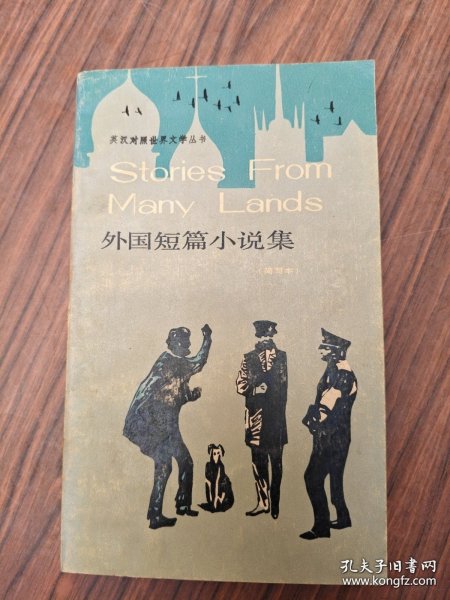 英汉对照世界文学丛书
Stories From
Many Lands
外国短篇小说集
（简写本）
孔夫子旧书网
www.kongfz.com